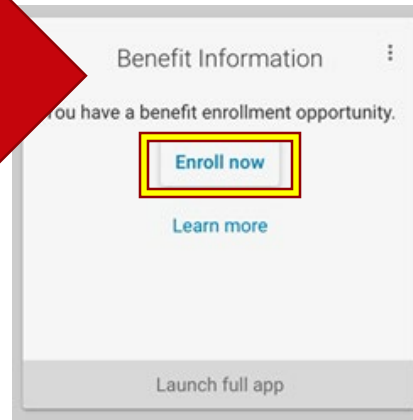 Benefit Information
You have a benefit enrollment opportunity.
Enroll now
Learn more
Launch full app